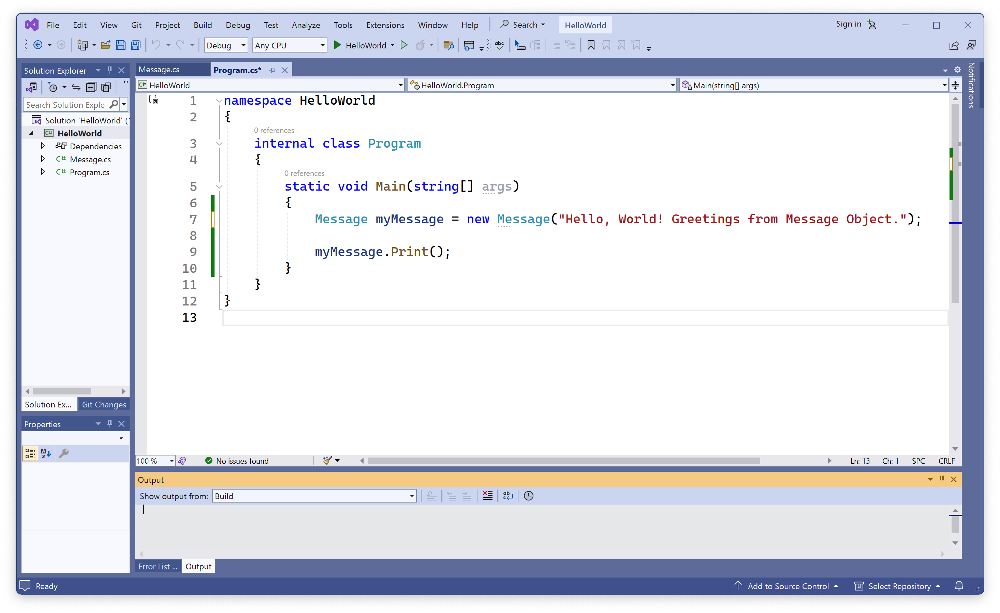 File Edit View Git Project Build Debug Test Analyze Tools Extensions Window Help Search HelloWorld Sign in
Debug Any CPU HelloWorld abc
Solution Explorer
Search Solution Explo
Solution 'HelloWorld' (
C# HelloWorld
Dependencies
C# Message.cs
C# Program.cs
Solution Ex... Git Changes
Properties
Message.cs Program.cs*
C# HelloWorld HelloWorld.Program Main(string[] args)
1 namespace HelloWorld
2 {
0 references
3 internal class Program
4 {
0 references
5 static void Main(string[] args)
6 {
7 Message myMessage = new Message("Hello, World! Greetings from Message Object.");
8
9 myMessage.Print();
10 }
11 }
12 }
13
100 % No issues found Ln: 13 Ch: 1 SPC CRLF
Output
Show output from: Build
Error List ... Output
Notifications
Ready Add to Source Control Select Repository